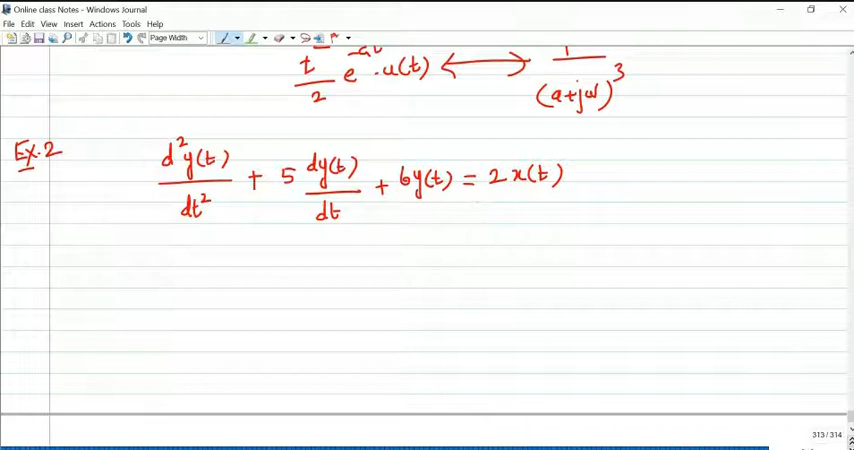 Online class Notes - Windows Journal
File Edit View Insert Actions Tools Help
Page Width
t^2/2 e^-at . u(t) ⟷ 1/(a+jω)^3
Ex.2 d²y(t)/dt² + 5 dy(t)/dt + 6y(t) = 2x(t)
313 / 314